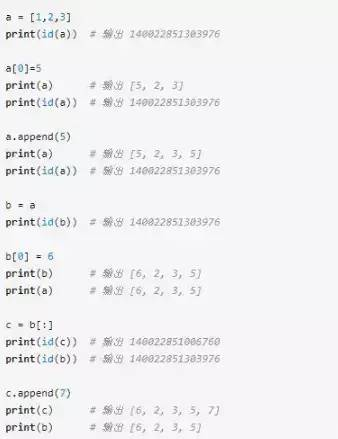 a = [1,2,3]
print(id(a))  # 输出 140022851303976
a[0]=5
print(a)      # 输出 [5, 2, 3]
print(id(a))  # 输出 140022851303976
a.append(5)
print(a)      # 输出 [5, 2, 3, 5]
print(id(a))  # 输出 140022851303976
b = a
print(id(b))  # 输出 140022851303976
b[0] = 6
print(b)      # 输出 [6, 2, 3, 5]
print(a)      # 输出 [6, 2, 3, 5]
c = b[:]
print(id(c))  # 输出 140022851006760
print(id(b))  # 输出 140022851303976
c.append(7)
print(c)      # 输出 [6, 2, 3, 5, 7]
print(b)      # 输出 [6, 2, 3, 5]